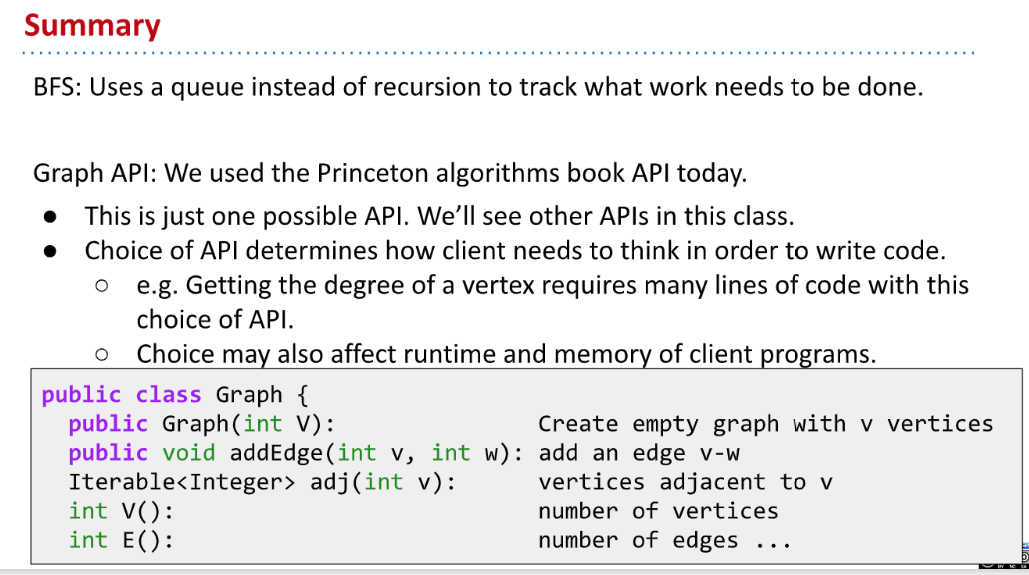 Summary
BFS: Uses a queue instead of recursion to track what work needs to be done.
Graph API: We used the Princeton algorithms book API today.
● This is just one possible API. We’ll see other APIs in this class.
● Choice of API determines how client needs to think in order to write code.
○ e.g. Getting the degree of a vertex requires many lines of code with this
choice of API.
○ Choice may also affect runtime and memory of client programs.
public class Graph {
public Graph(int V): Create empty graph with v vertices
public void addEdge(int v, int w): add an edge v-w
Iterable<Integer> adj(int v): vertices adjacent to v
int V(): number of vertices
int E(): number of edges ...